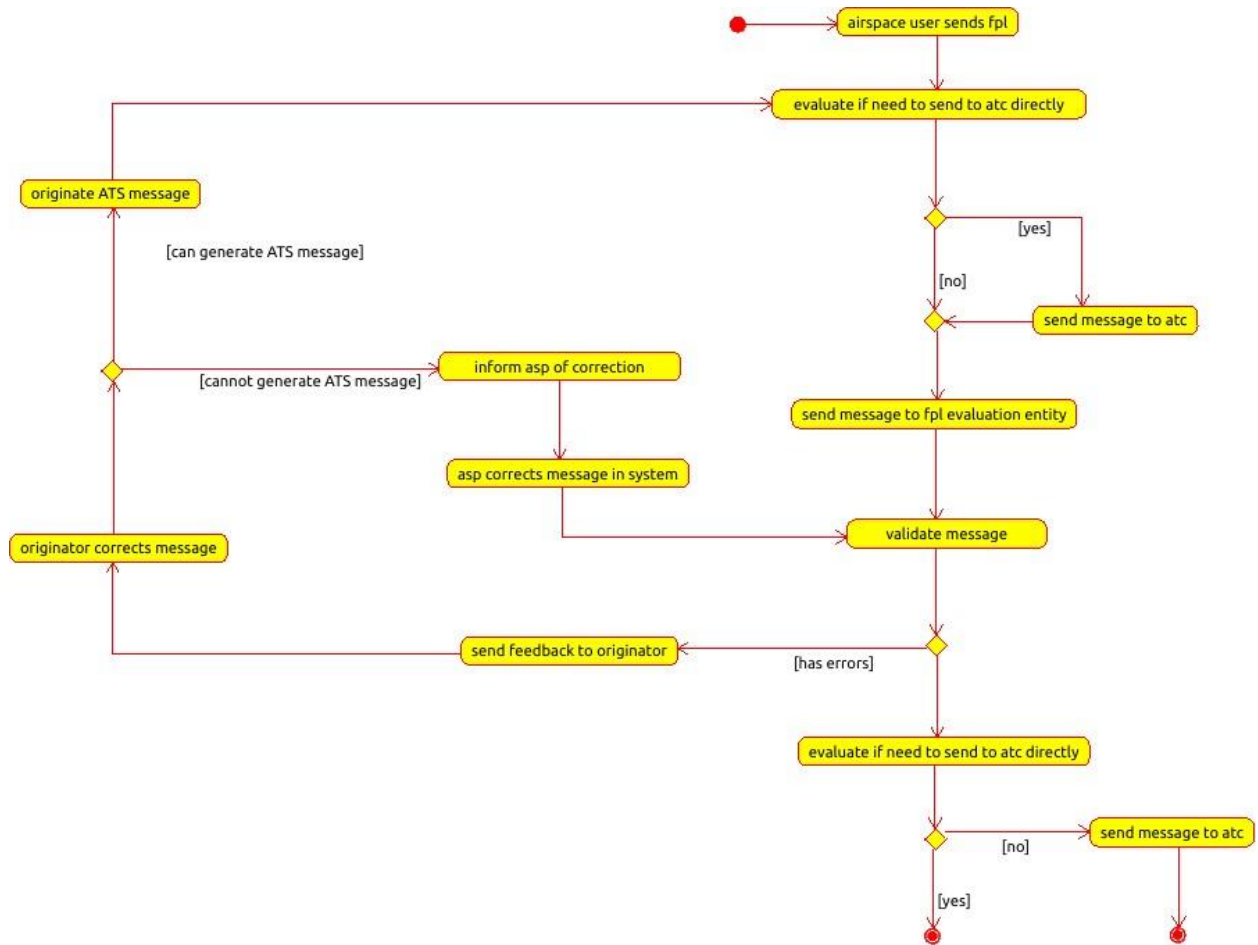 airspace user sends fpl
evaluate if need to send to atc directly
originate ATS message
[yes]
[can generate ATS message]
[no]
send message to atc
inform asp of correction
[cannot generate ATS message]
send message to fpl evaluation entity
asp corrects message in system
validate message
originator corrects message
send feedback to originator
[has errors]
evaluate if need to send to atc directly
send message to atc
[no]
[yes]